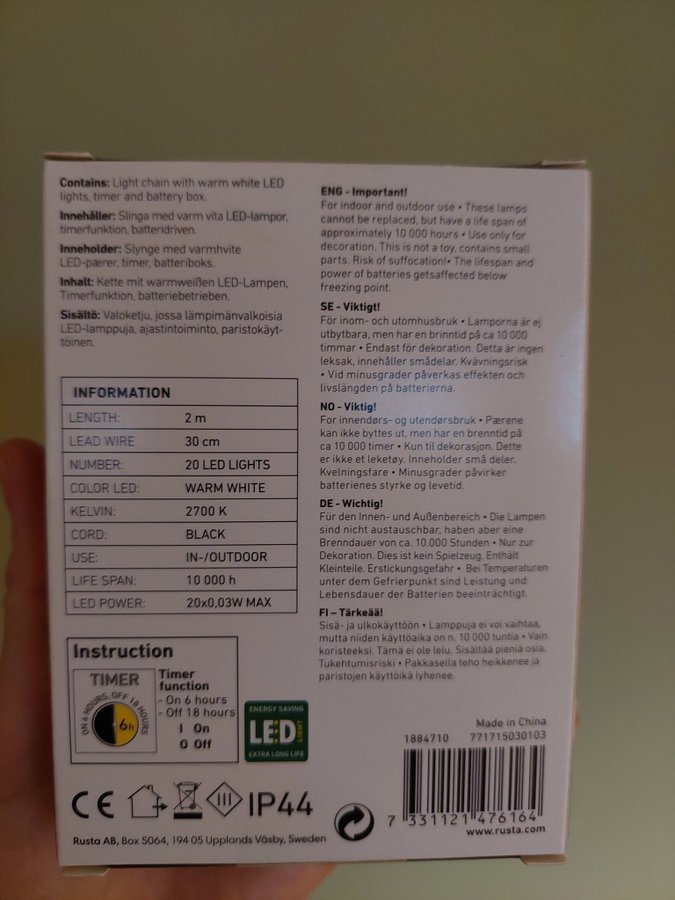 Contains: Light chain with warm white LED
lights, timer and battery box.
Innehåller: Slinga med varm vita LED-lampor,
timerfunktion, batteridriven.
Inneholder: Slynge med varmhvite
LED-pærer, timer, batteriboks.
Inhalt: Kette mit warmweißen LED-Lampen,
Timerfunktion, batteriebetrieben.
Sisältö: Valoketju, jossa lämpimänvalkoisia
LED-lamppuja, ajastintoiminto, paristokäyt-
töinen.
INFORMATION
LENGTH: 2 m
LEAD WIRE 30 cm
NUMBER: 20 LED LIGHTS
COLOR LED: WARM WHITE
KELVIN: 2700 K
CORD: BLACK
USE: IN-/OUTDOOR
LIFE SPAN: 10 000 h
LED POWER: 20x0,03W MAX
Instruction
TIMER
ON 6 HOURS, OFF 18 HOURS
6h
Timer
function
- On 6 hours
- Off 18 hours
I On
O Off
ENERGY SAVING
LED
LIGHT
EXTRA LONG LIFE
CE
III
IP44
Rusta AB, Box 5064, 194 05 Upplands Väsby, Sweden
ENG - Important!
For indoor and outdoor use • These lamps
cannot be replaced, but have a life span of
approximately 10 000 hours • Use only for
decoration. This is not a toy, contains small
parts. Risk of suffocation!• The lifespan and
power of batteries getsaffected below
freezing point.
SE - Viktigt!
För inom- och utomhusbruk • Lamporna är ej
utbytbara, men har en brinntid på ca 10 000
timmar • Endast för dekoration. Detta är ingen
leksak, innehåller smådelar. Kvävningsrisk
• Vid minusgrader påverkas effekten och
livslängden på batterierna.
NO - Viktig!
For innendørs- og utendørsbruk • Pærene
kan ikke byttes ut, men har en brenntid på
ca 10 000 timer • Kun til dekorasjon. Dette
er ikke et leketøy. Inneholder små deler.
Kvelningsfare • Minusgrader påvirker
batterienes styrke og levetid.
DE - Wichtig!
Für den Innen- und Außenbereich • Die Lampen
sind nicht austauschbar, haben aber eine
Brenndauer von ca. 10.000 Stunden • Nur zur
Dekoration. Dies ist kein Spielzeug. Enthält
Kleinteile. Erstickungsgefahr • Bei Temperaturen
unter dem Gefrierpunkt sind Leistung und
Lebensdauer der Batterien beeinträchtigt.
FI – Tärkeää!
Sisä- ja ulkokäyttöön • Lamppuja ei voi vaihtaa,
mutta niiden käyttöaika on n. 10 000 tuntia • Vain
koristeeksi. Tämä ei ole lelu. Sisältää pieniä osia.
Tukehtumisriski • Pakkasella teho heikkenee ja
paristojen käyttöikä lyhenee.
Made in China
1884710 771715030103
7 331121 476164
www.rusta.com